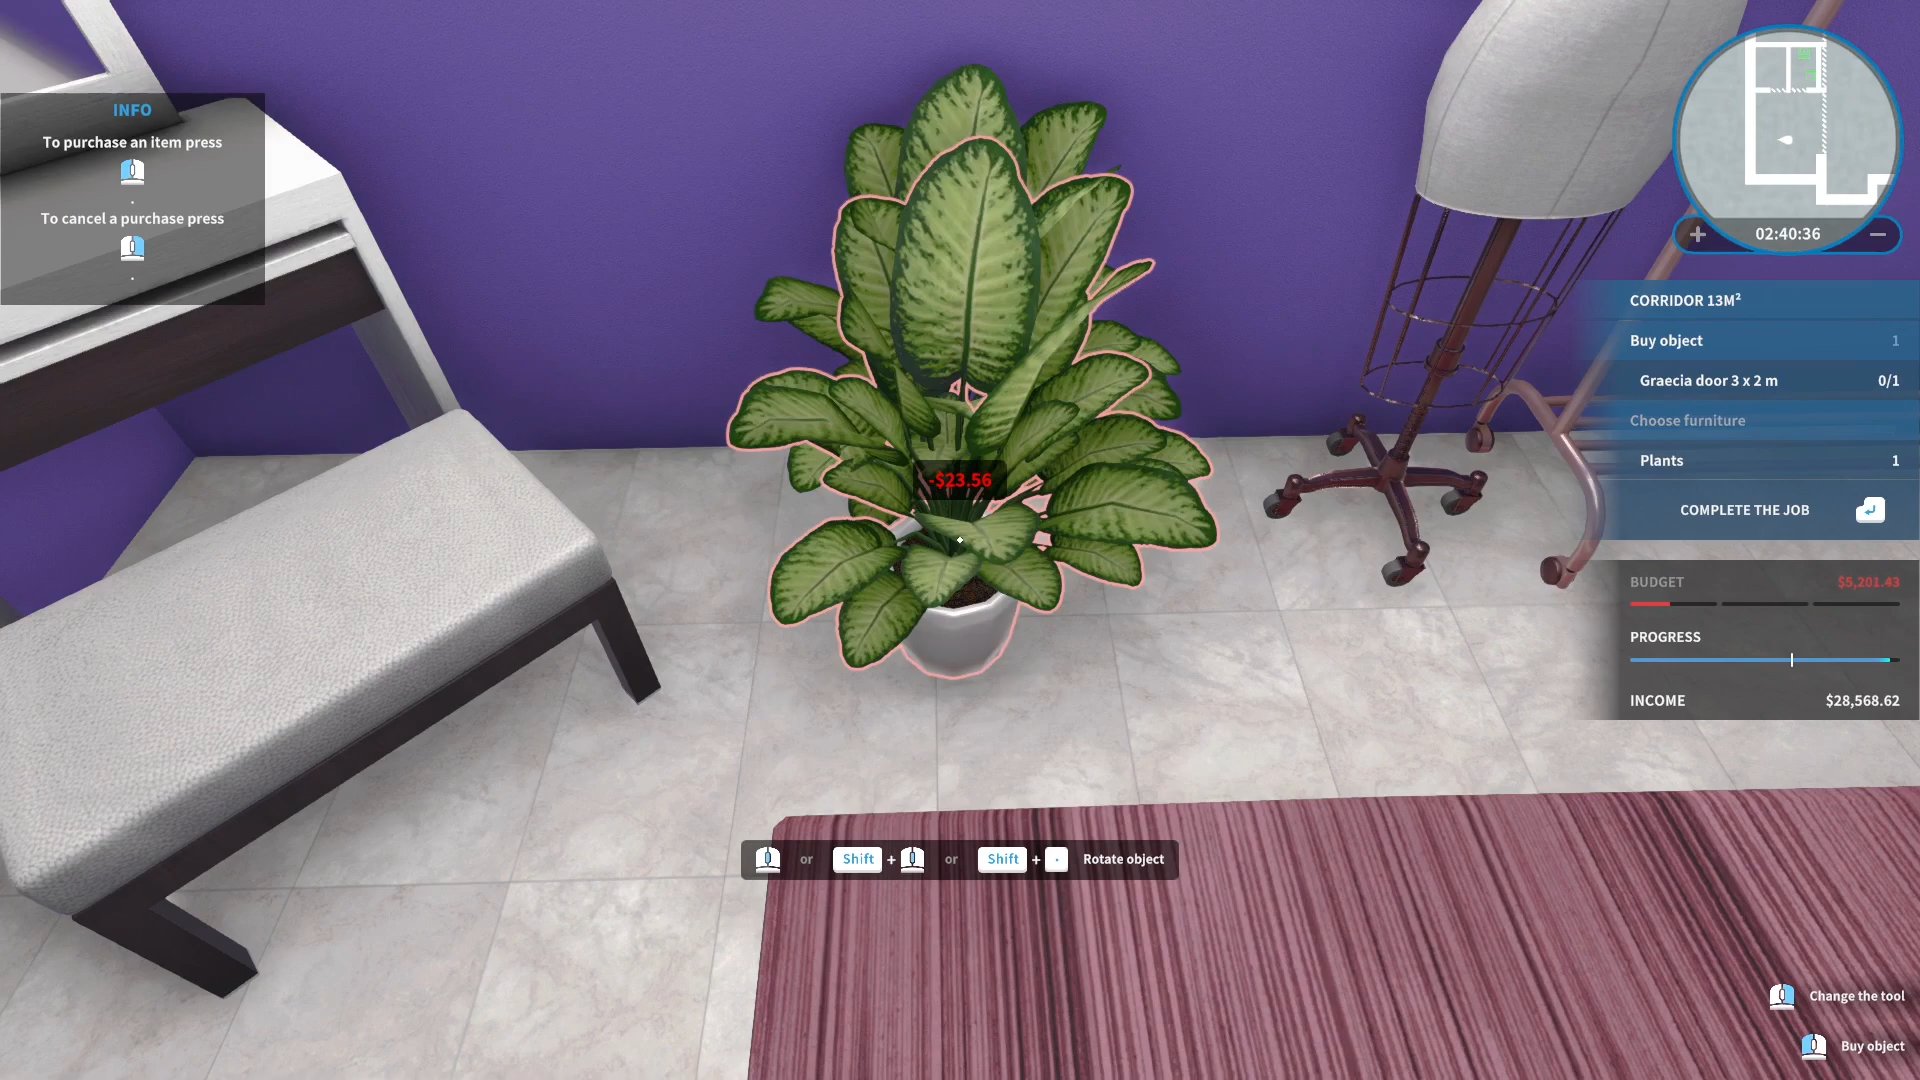 INFO
To purchase an item press
.
To cancel a purchase press
.
02:40:36
CORRIDOR 13M²
Buy object 1
Graecia door 3 x 2 m 0/1
Choose furniture
Plants 1
COMPLETE THE JOB
BUDGET $5,201.43
PROGRESS
INCOME $28,568.62
-$23.56
or Shift + or Shift + . Rotate object
Change the tool
Buy object